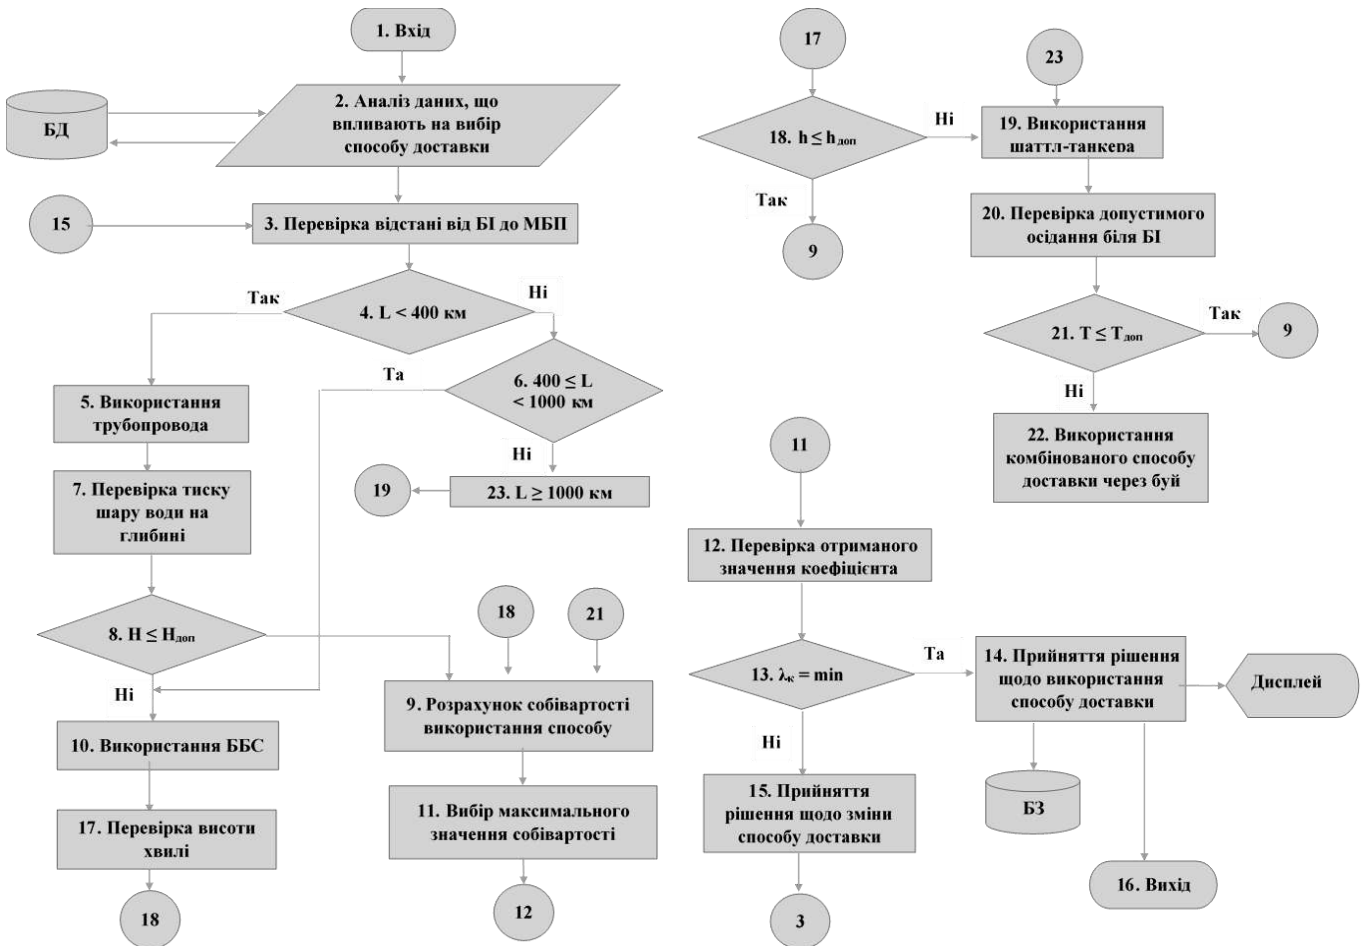 1. Вхід
2. Аналіз даних, що
впливають на вибір
способу доставки
БД
15
3. Перевірка відстані від БІ до МБП
Так
4. L < 400 км
Ні
Та
6. 400 ≤ L
< 1000 км
5. Використання
трубопровода
Ні
7. Перевірка тиску
шару води на
глибині
19
23. L ≥ 1000 км
8. H ≤ Hдоп
18
21
Ні
9. Розрахунок собівартості
використання способу
10. Використання ББС
11. Вибір максимального
значення собівартості
17. Перевірка висоти
хвилі
18
12
17
23
18. h ≤ hдоп
Ні
19. Використання
шаттл-танкера
Так
9
20. Перевірка допустимого
осідання біля БІ
21. T ≤ Tдоп
Так
9
Ні
22. Використання
комбінованого способу
доставки через буй
11
12. Перевірка отриманого
значення коефіцієнта
13. λк = min
Та
14. Прийняття рішення
щодо використання
способу доставки
Дисплей
Ні
15. Прийняття
рішення щодо зміни
способу доставки
БЗ
16. Вихід
3